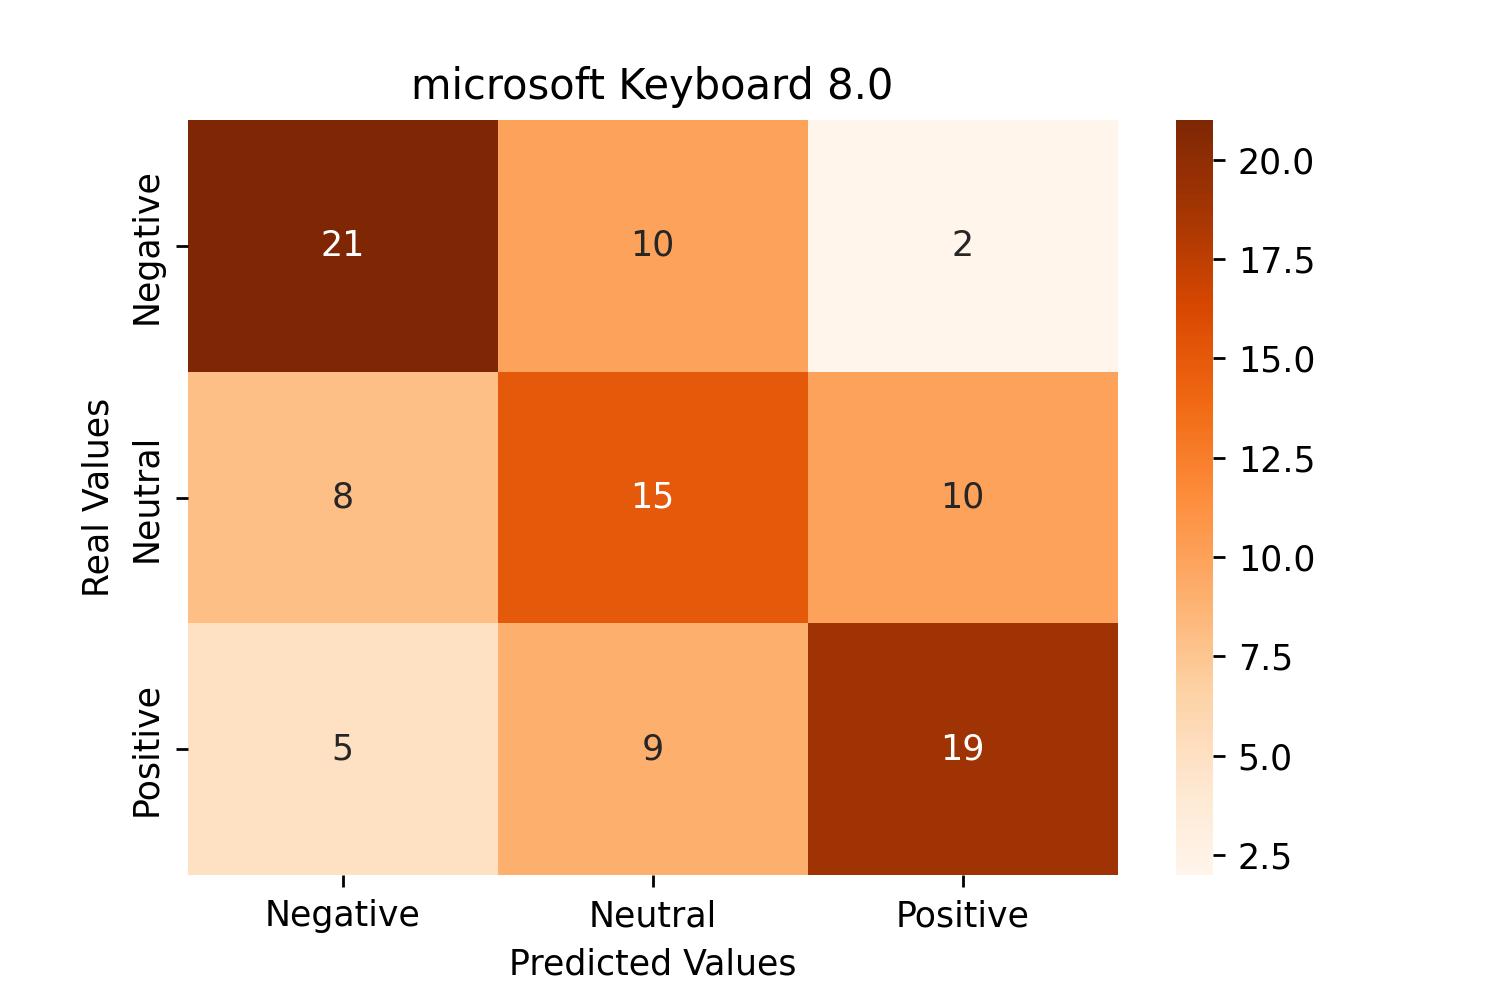 microsoft Keyboard 8.0
Real Values
Negative
21 10 2
Neutral
8 15 10
Positive
5 9 19
Negative Neutral Positive
Predicted Values
20.0
17.5
15.0
12.5
10.0
7.5
5.0
2.5